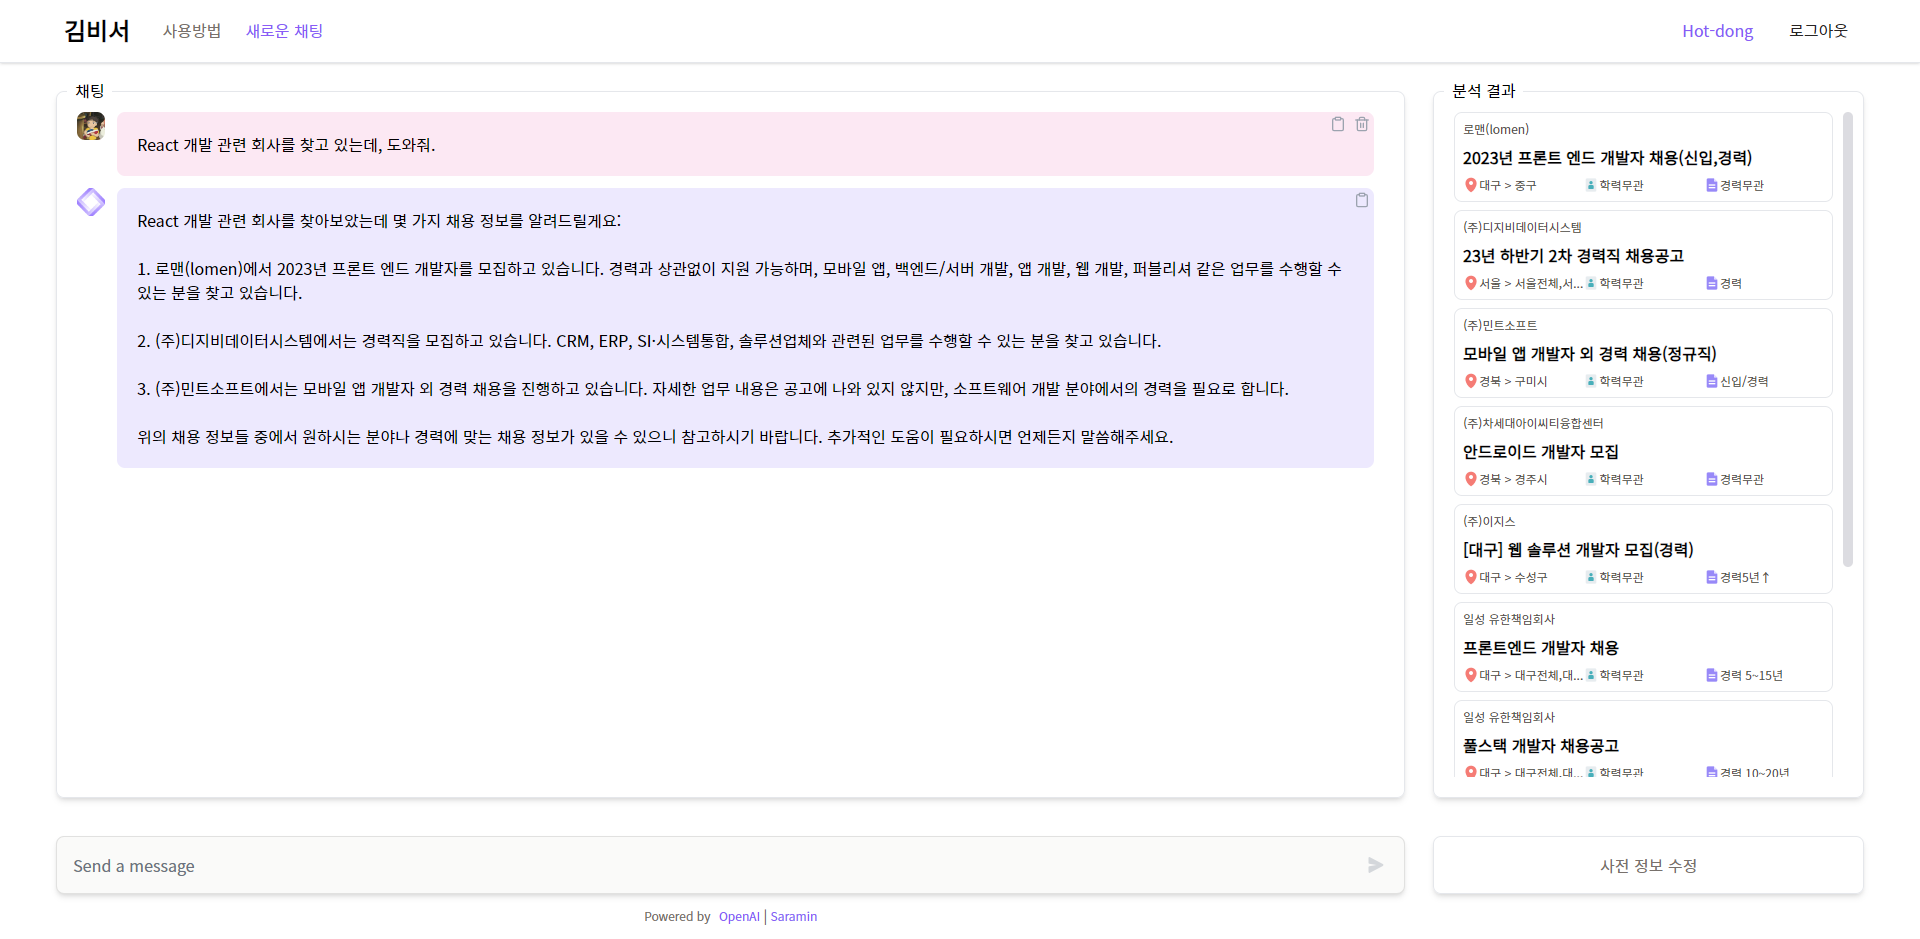 김비서
사용방법
새로운 채팅
Hot-dong
로그아웃
채팅
React 개발 관련 회사를 찾고 있는데, 도와줘.
React 개발 관련 회사를 찾아보았는데 몇 가지 채용 정보를 알려드릴게요:
1. 로맨(lomen)에서 2023년 프론트 엔드 개발자를 모집하고 있습니다. 경력과 상관없이 지원 가능하며, 모바일 앱, 백엔드/서버 개발, 앱 개발, 웹 개발, 퍼블리셔 같은 업무를 수행할 수
있는 분을 찾고 있습니다.
2. (주)디지비데이터시스템에서는 경력직을 모집하고 있습니다. CRM, ERP, SI·시스템통합, 솔루션업체와 관련된 업무를 수행할 수 있는 분을 찾고 있습니다.
3. (주)민트소프트에서는 모바일 앱 개발자 외 경력 채용을 진행하고 있습니다. 자세한 업무 내용은 공고에 나와 있지 않지만, 소프트웨어 개발 분야에서의 경력을 필요로 합니다.
위의 채용 정보들 중에서 원하시는 분야나 경력에 맞는 채용 정보가 있을 수 있으니 참고하시기 바랍니다. 추가적인 도움이 필요하시면 언제든지 말씀해주세요.
분석 결과
로맨(lomen)
2023년 프론트 엔드 개발자 채용(신입,경력)
대구 > 중구 학력무관 경력무관
(주)디지비데이터시스템
23년 하반기 2차 경력직 채용공고
서울 > 서울전체,서... 학력무관 경력
(주)민트소프트
모바일 앱 개발자 외 경력 채용(정규직)
경북 > 구미시 학력무관 신입/경력
(주)차세대아이씨티융합센터
안드로이드 개발자 모집
경북 > 경주시 학력무관 경력무관
(주)이지스
[대구] 웹 솔루션 개발자 모집(경력)
대구 > 수성구 학력무관 경력5년↑
일성 유한책임회사
프론트엔드 개발자 채용
대구 > 대구전체,대... 학력무관 경력 5~15년
일성 유한책임회사
풀스택 개발자 채용공고
대구 > 대구전체,대... 학력무관 경력 10~20년
Send a message
사전 정보 수정
Powered by OpenAI | Saramin